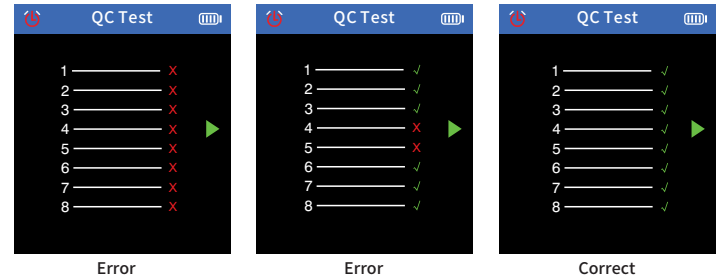 QC Test
1 X
2 X
3 X
4 X
5 X
6 X
7 X
8 X
Error
QC Test
1 √
2 √
3 √
4 X
5 X
6 √
7 √
8 √
Error
QC Test
1 √
2 √
3 √
4 √
5 √
6 √
7 √
8 √
Correct